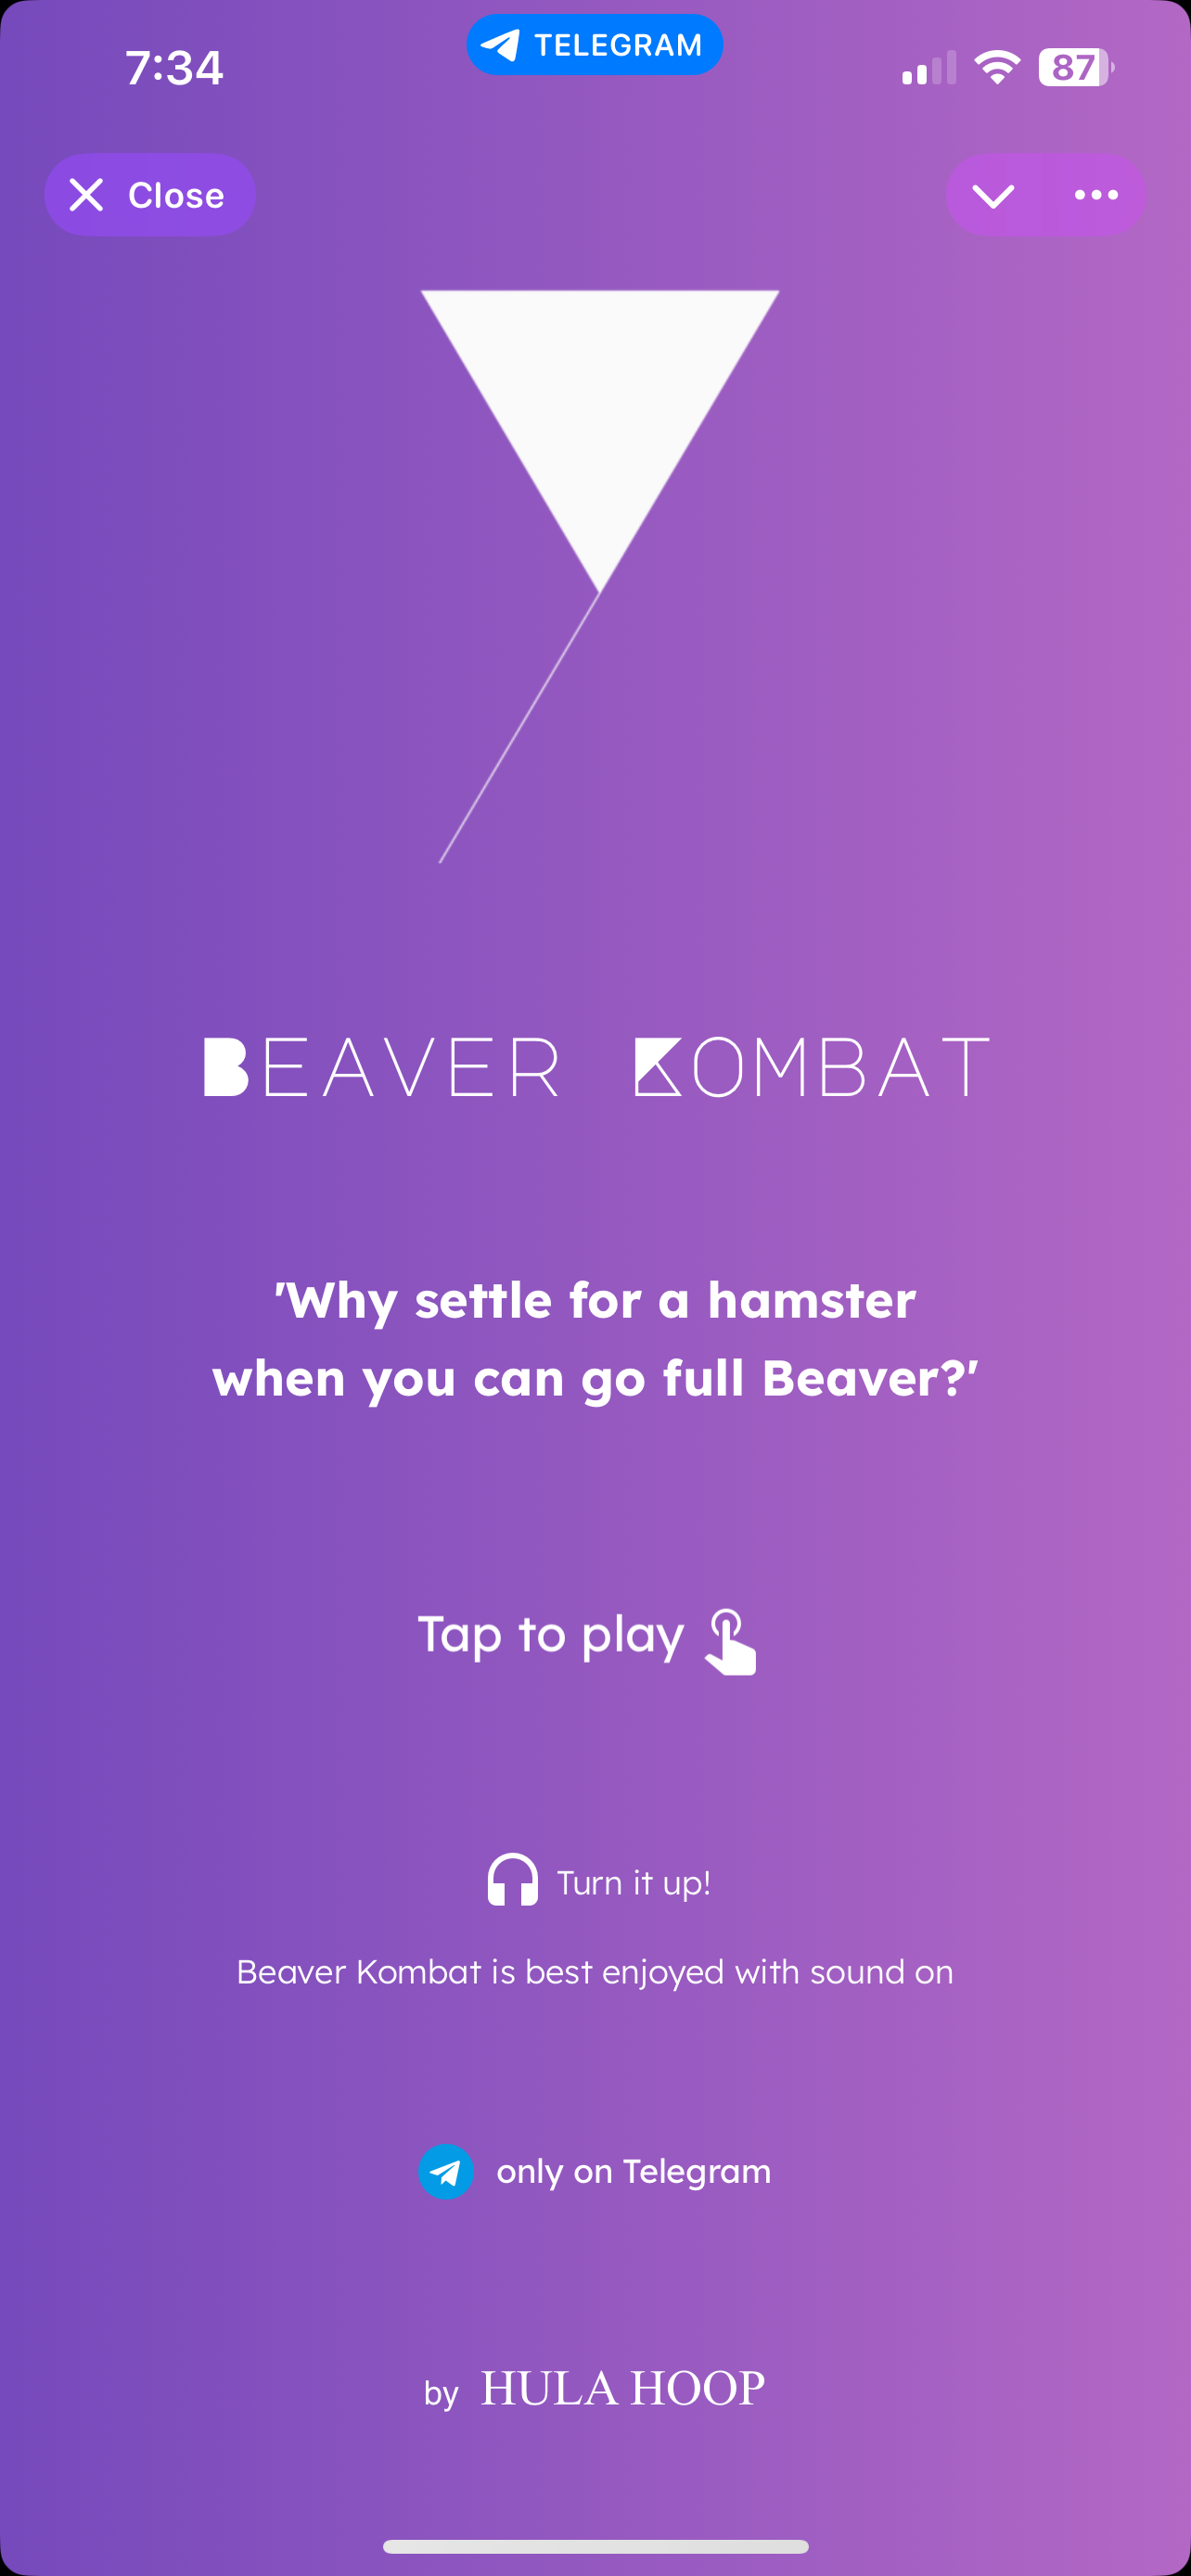 7:34
TELEGRAM
87
Close
BEAVER KOMBAT
'Why settle for a hamster
when you can go full Beaver?'
Tap to play
Turn it up!
Beaver Kombat is best enjoyed with sound on
only on Telegram
by HULA HOOP